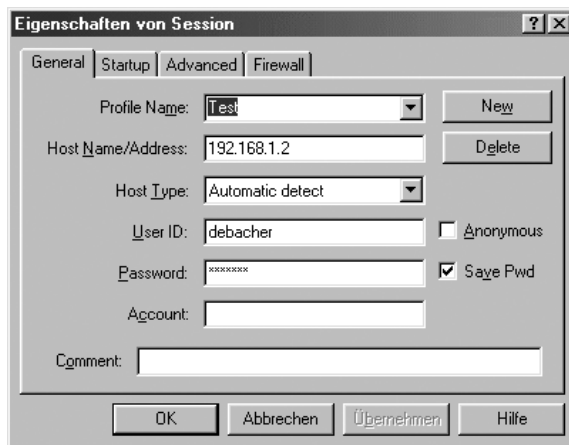 Eigenschaften von Session
General Startup Advanced Firewall
Profile Name: Test New
Host Name/Address: 192.168.1.2 Delete
Host Type: Automatic detect
User ID: debacher Anonymous
Password: ******* Save Pwd
Account:
Comment:
OK Abbrechen Übernehmen Hilfe